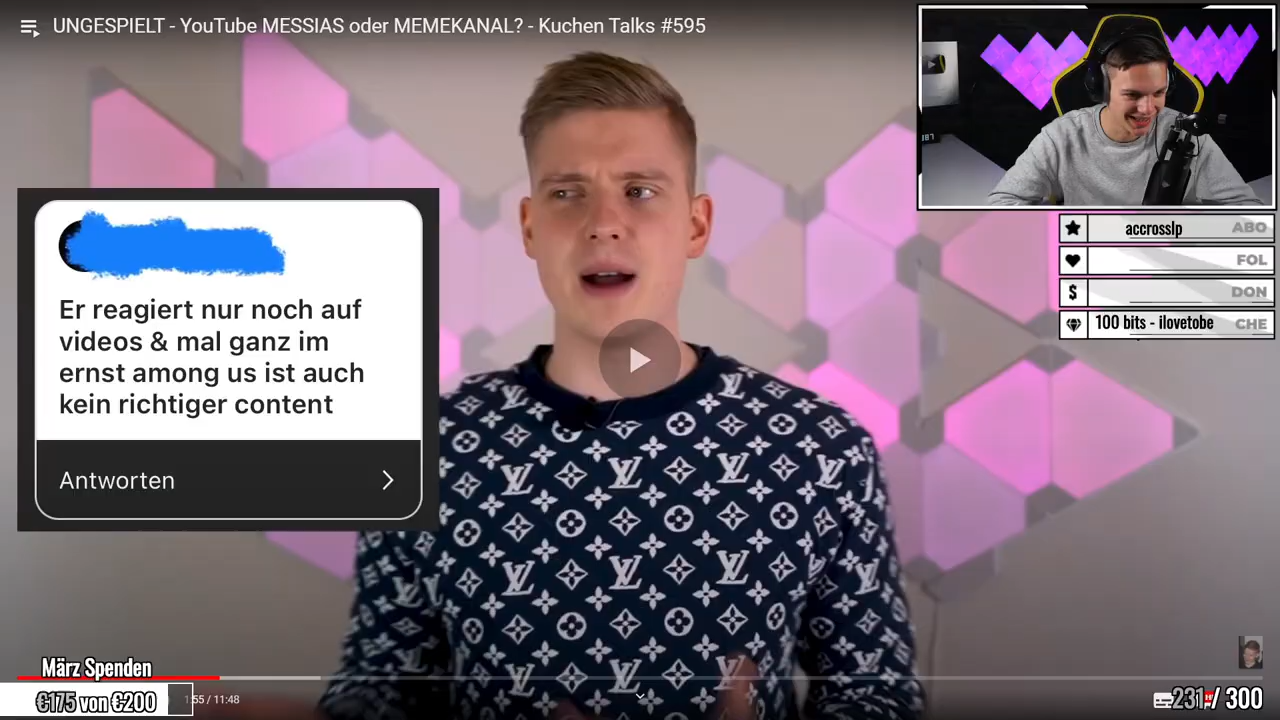 UNGESPIELT - YouTube MESSIAS oder MEMEKANAL? - Kuchen Talks #595
Er reagiert nur noch auf
videos & mal ganz im
ernst among us ist auch
kein richtiger content
Antworten
accrosslp ABO
FOL
$ DON
100 bits - ilovetobe CHE
März Spenden
€175 von €200
1:55 / 11:48
231 / 300